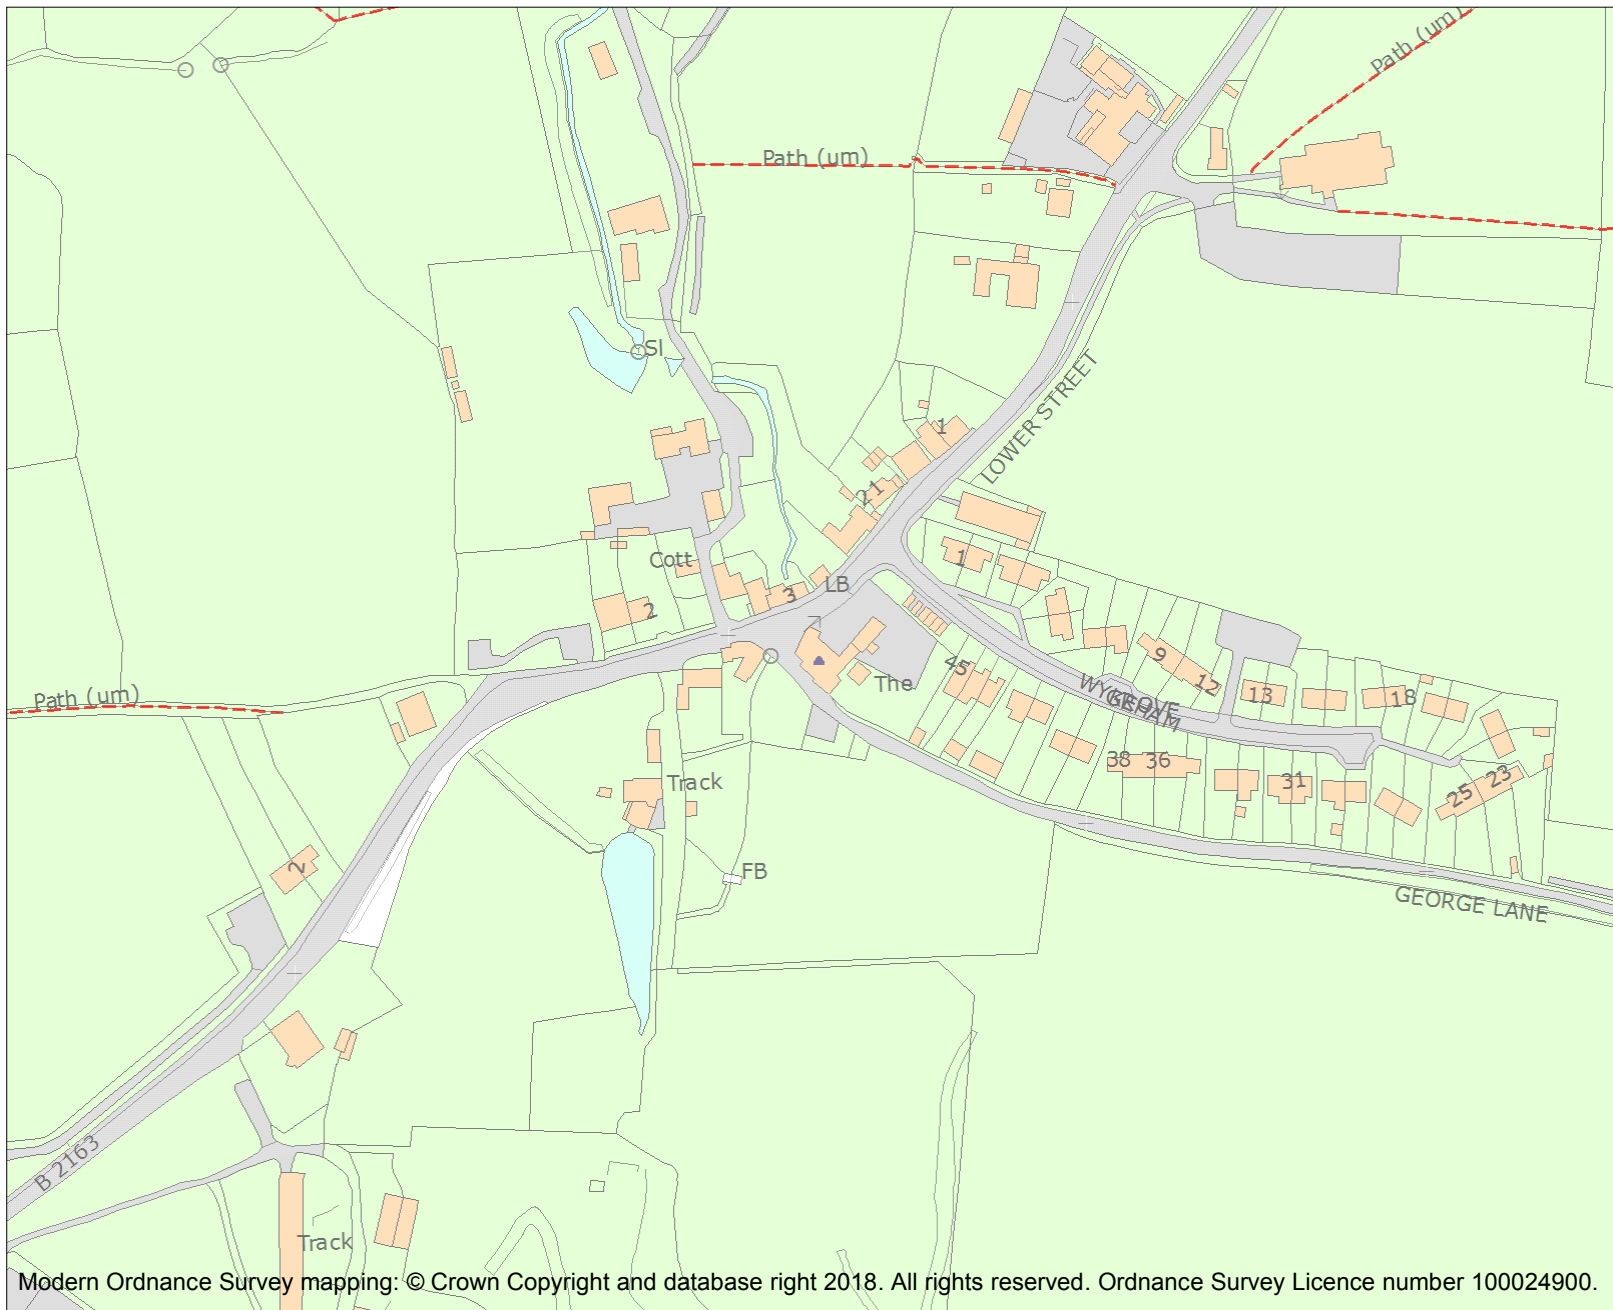 Path (um)
Path (um)
SI
LOWER STREET
1
21
Cott
2
3
LB
1
The
45
9
12
13
18
WYKEHAM
GROVE
38
36
31
25
23
Path (um)
Track
FB
2
GEORGE LANE
B 2163
Track
Modern Ordnance Survey mapping: © Crown Copyright and database right 2018. All rights reserved. Ordnance Survey Licence number 100024900.